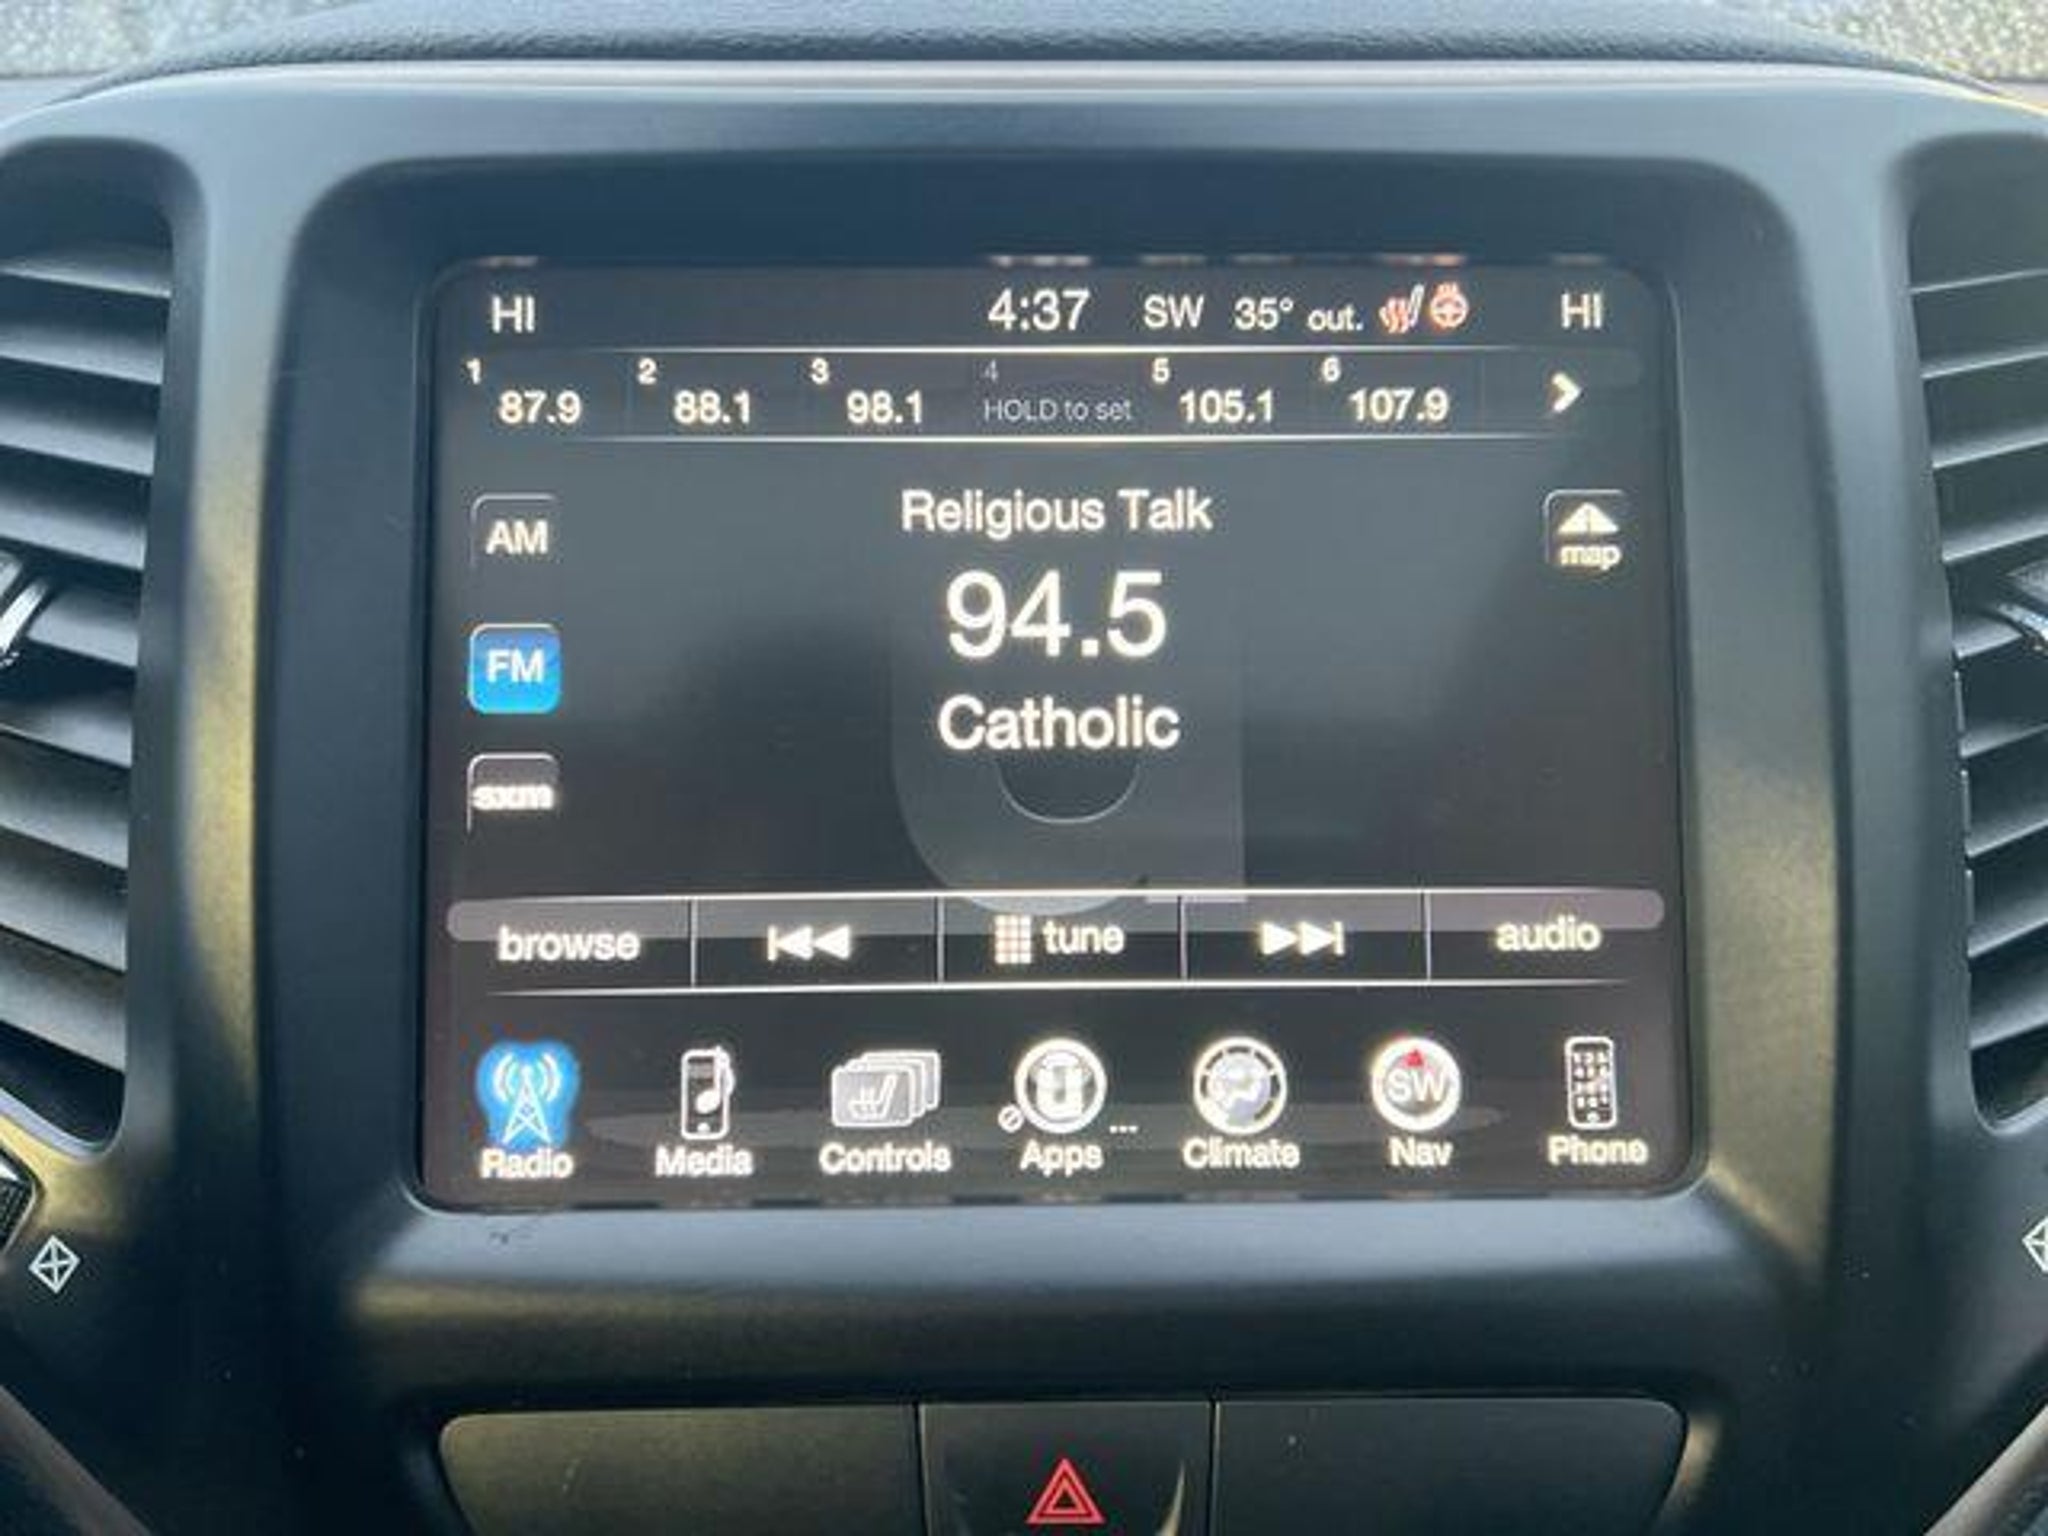 HI 4:37 SW 35° out. HI
1 2 3 4 5 6
87.9 88.1 98.1 HOLD to set 105.1 107.9
Religious Talk
AM
map
94.5
FM
Catholic
sxm
browse tune audio
SW
Radio Media Controls Apps ... Climate Nav Phone